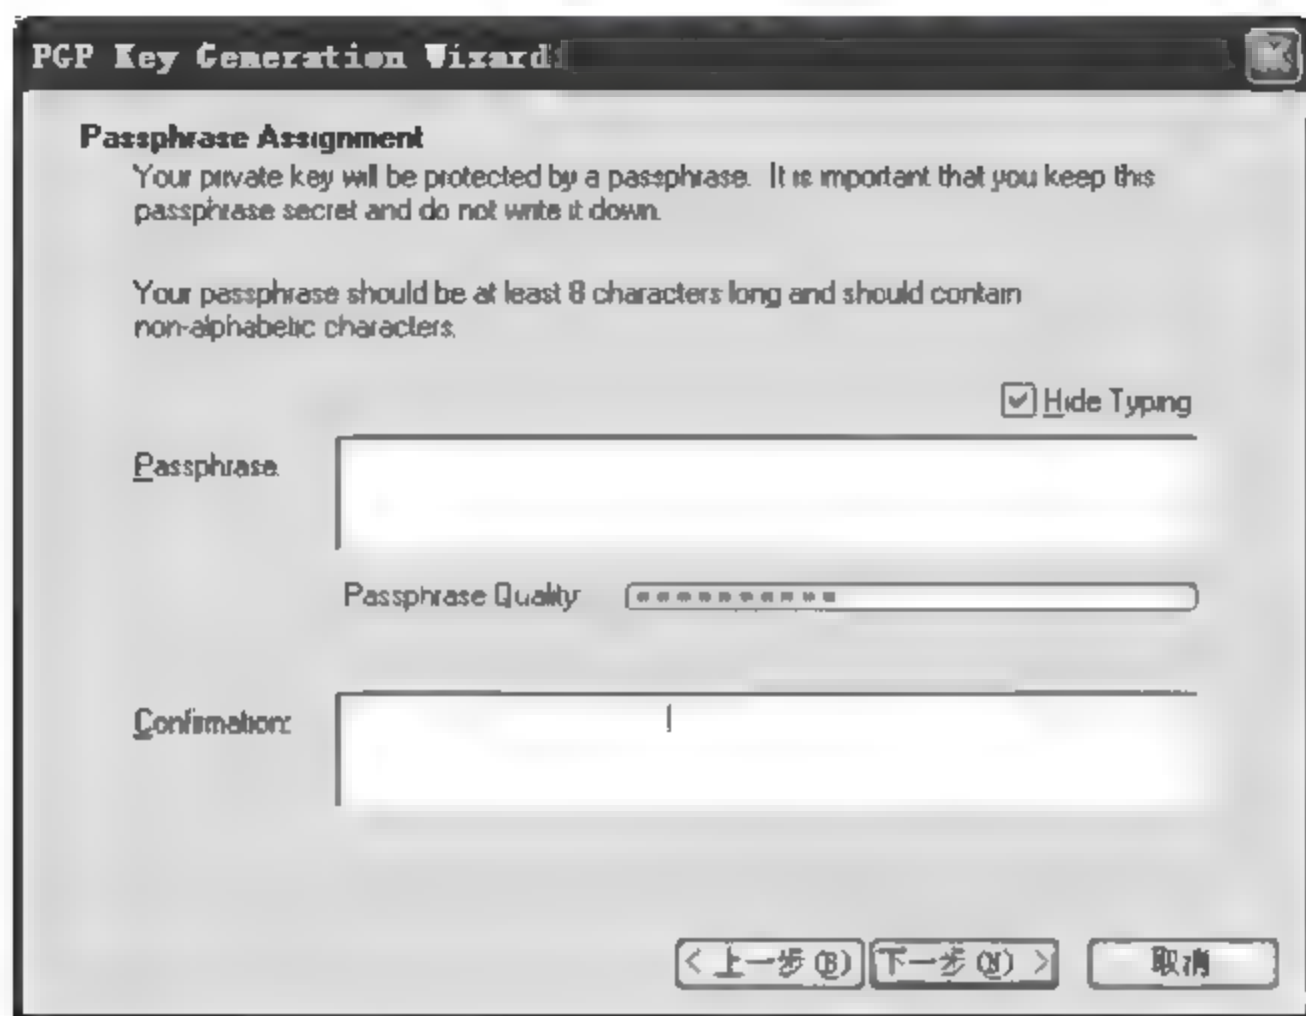 PGP Key Generation Wizard
Passphrase Assignment
Your private key will be protected by a passphrase. It is important that you keep this
passphrase secret and do not write it down.
Your passphrase should be at least 8 characters long and should contain
non-alphabetic characters.
Hide Typing
Passphrase
Passphrase Quality
Confirmation:
< 上一步(B) 下一步(N) > 取消